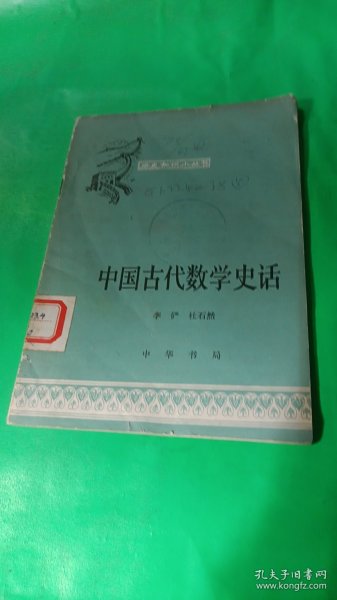 历史知识小丛书
中国古代数学史话
李俨 杜石然
中华书局
孔夫子旧书网
kongfz.com